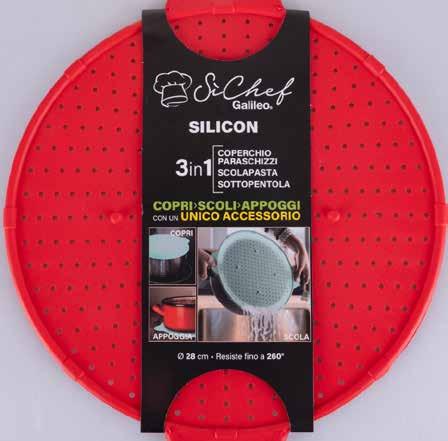 SìChef
Galileo®
SILICON
3in1
COPERCHIO
PARASCHIZZI
SCOLAPASTA
SOTTOPENTOLA
COPRI›SCOLI›APPOGGI
CON UN UNICO ACCESSORIO
COPRI
APPOGGIA
SCOLA
Ø 28 cm • Resiste fino a 260°